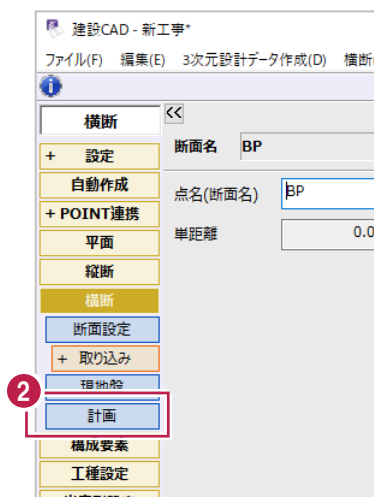 建設CAD - 新工事*
ファイル(F) 編集(E) 3次元設計データ作成(D) 横断
<<
横断
断面名 BP
+ 設定
自動作成
点名(断面名) BP
+ POINT連携
単距離 0.0
平面
縦断
横断
断面設定
+ 取り込み
現地盤
2
計画
構成要素
工種設定